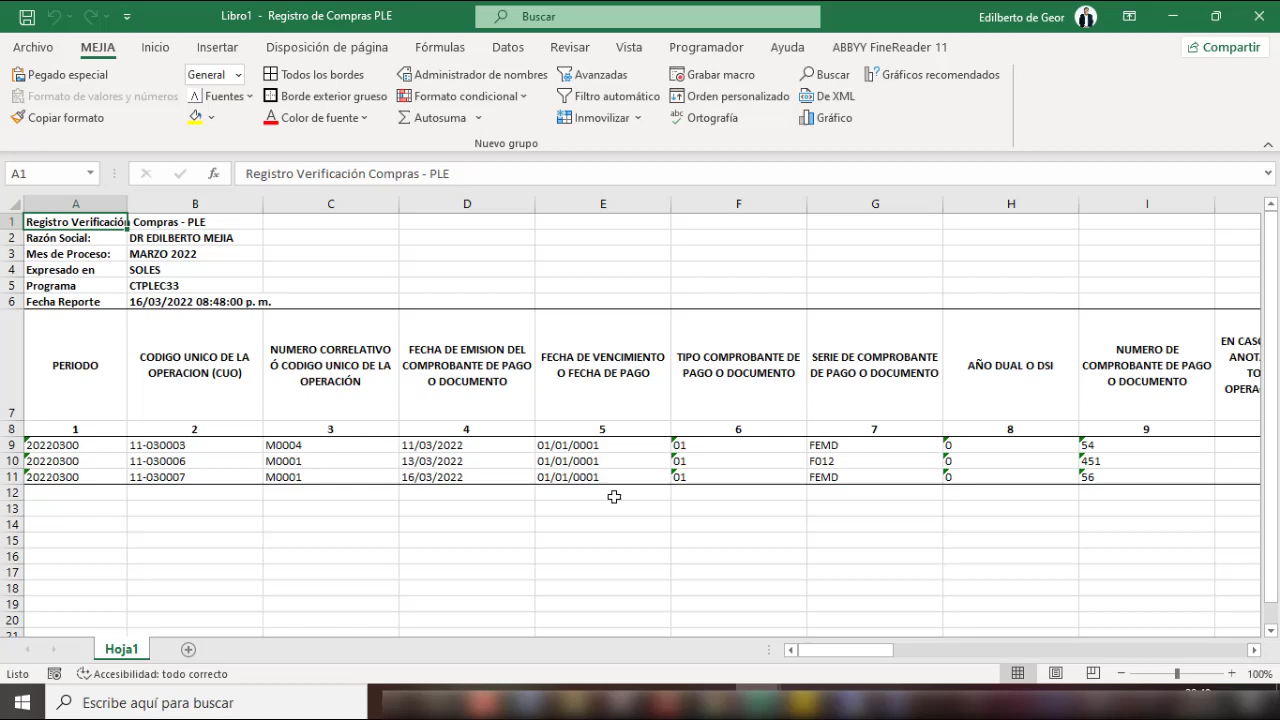 Libro1 - Registro de Compras PLE
Buscar
Edilberto de Geor
Archivo MEJIA Inicio Insertar Disposición de página Fórmulas Datos Revisar Vista Programador Ayuda ABBYY FineReader 11 Compartir
Pegado especial General Todos los bordes Administrador de nombres Avanzadas Grabar macro Buscar Gráficos recomendados
Formato de valores y números Fuentes Borde exterior grueso Formato condicional Filtro automático Orden personalizado De XML
Copiar formato Color de fuente Autosuma Inmovilizar Ortografía Gráfico
Nuevo grupo
A1 fx Registro Verificación Compras - PLE
A B C D E F G H I
1 Registro Verificación Compras - PLE
2 Razón Social: DR EDILBERTO MEJIA
3 Mes de Proceso: MARZO 2022
4 Expresado en SOLES
5 Programa CTPLEC33
6 Fecha Reporte 16/03/2022 08:48:00 p. m.
7
PERIODO
CODIGO UNICO DE LA
OPERACION (CUO)
NUMERO CORRELATIVO
Ó CODIGO UNICO DE LA
OPERACIÓN
FECHA DE EMISION DEL
COMPROBANTE DE PAGO
O DOCUMENTO
FECHA DE VENCIMIENTO
O FECHA DE PAGO
TIPO COMPROBANTE DE
PAGO O DOCUMENTO
SERIE DE COMPROBANTE
DE PAGO O DOCUMENTO
AÑO DUAL O DSI
NUMERO DE
COMPROBANTE DE PAGO
O DOCUMENTO
8 1 2 3 4 5 6 7 8 9
9 20220300 11-030003 M0004 11/03/2022 01/01/0001 01 FEMD 0 54
10 20220300 11-030006 M0001 13/03/2022 01/01/0001 01 F012 0 451
11 20220300 11-030007 M0001 16/03/2022 01/01/0001 01 FEMD 0 56
12
13
14
15
16
17
18
19
20
21
Hoja1
Listo Accesibilidad: todo correcto 100%
Escribe aquí para buscar